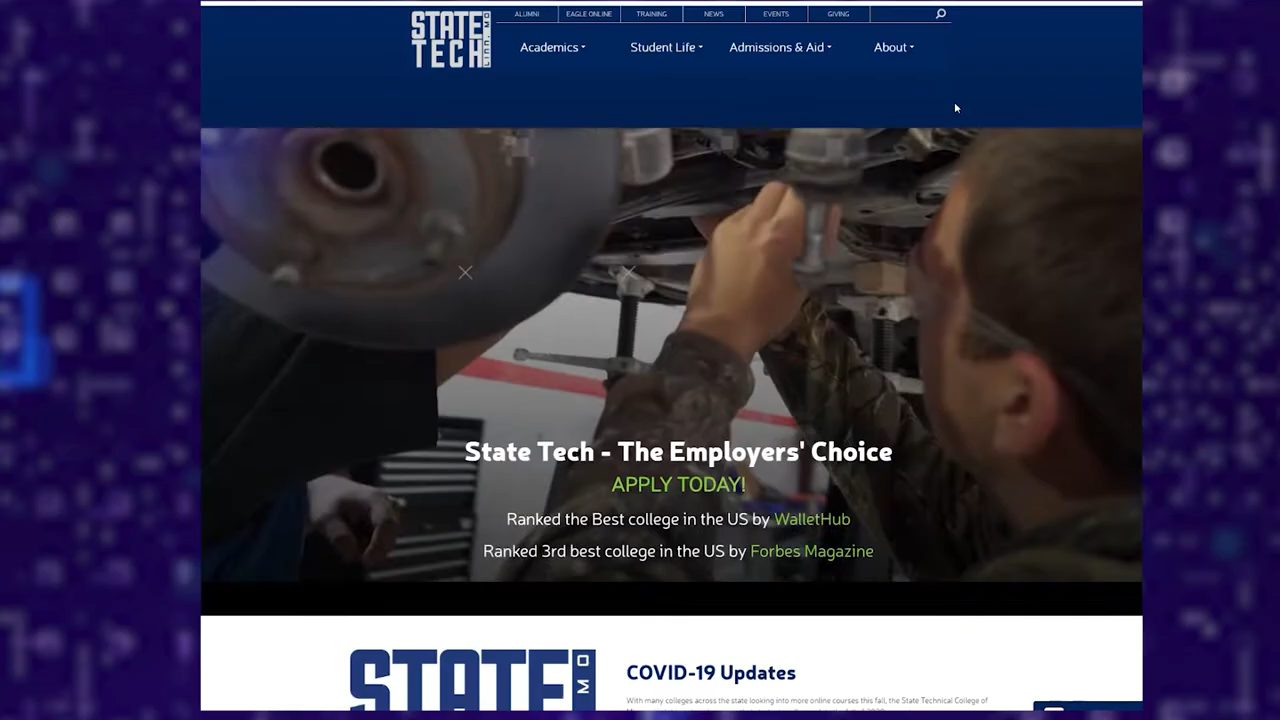 ALUMNI
EAGLE ONLINE
TRAINING
NEWS
EVENTS
GIVING
STATE
TECH
Academics
Student Life
Admissions & Aid
About
State Tech - The Employers' Choice
APPLY TODAY!
Ranked the Best college in the US by WalletHub
Ranked 3rd best college in the US by Forbes Magazine
STATE MO
COVID-19 Updates
With many colleges across the state looking into more online courses this fall, the State Technical College of